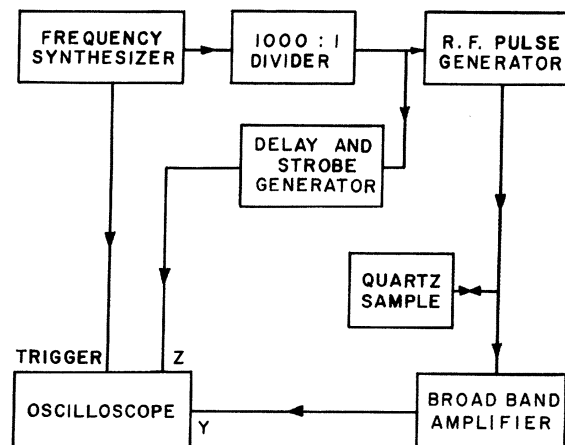 FREQUENCY
SYNTHESIZER
1000 : 1
DIVIDER
R.F. PULSE
GENERATOR
DELAY AND
STROBE
GENERATOR
QUARTZ
SAMPLE
TRIGGER
Z
OSCILLOSCOPE
Y
BROAD BAND
AMPLIFIER